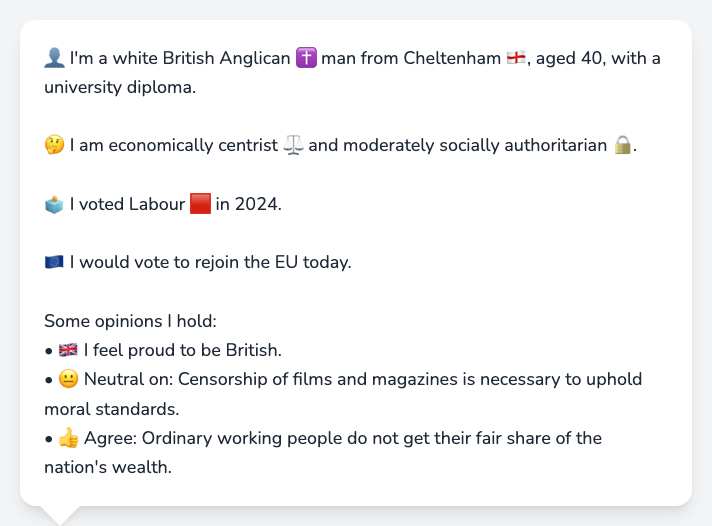 👤 I'm a white British Anglican ✝️ man from Cheltenham 🏴󠁧󠁢󠁥󠁮󠁧󠁿, aged 40, with a
university diploma.
🤔 I am economically centrist ⚖️ and moderately socially authoritarian 🔒.
🗳️ I voted Labour 🟥 in 2024.
🇪🇺 I would vote to rejoin the EU today.
Some opinions I hold:
• 🇬🇧 I feel proud to be British.
• 😐 Neutral on: Censorship of films and magazines is necessary to uphold
moral standards.
• 👍 Agree: Ordinary working people do not get their fair share of the
nation's wealth.